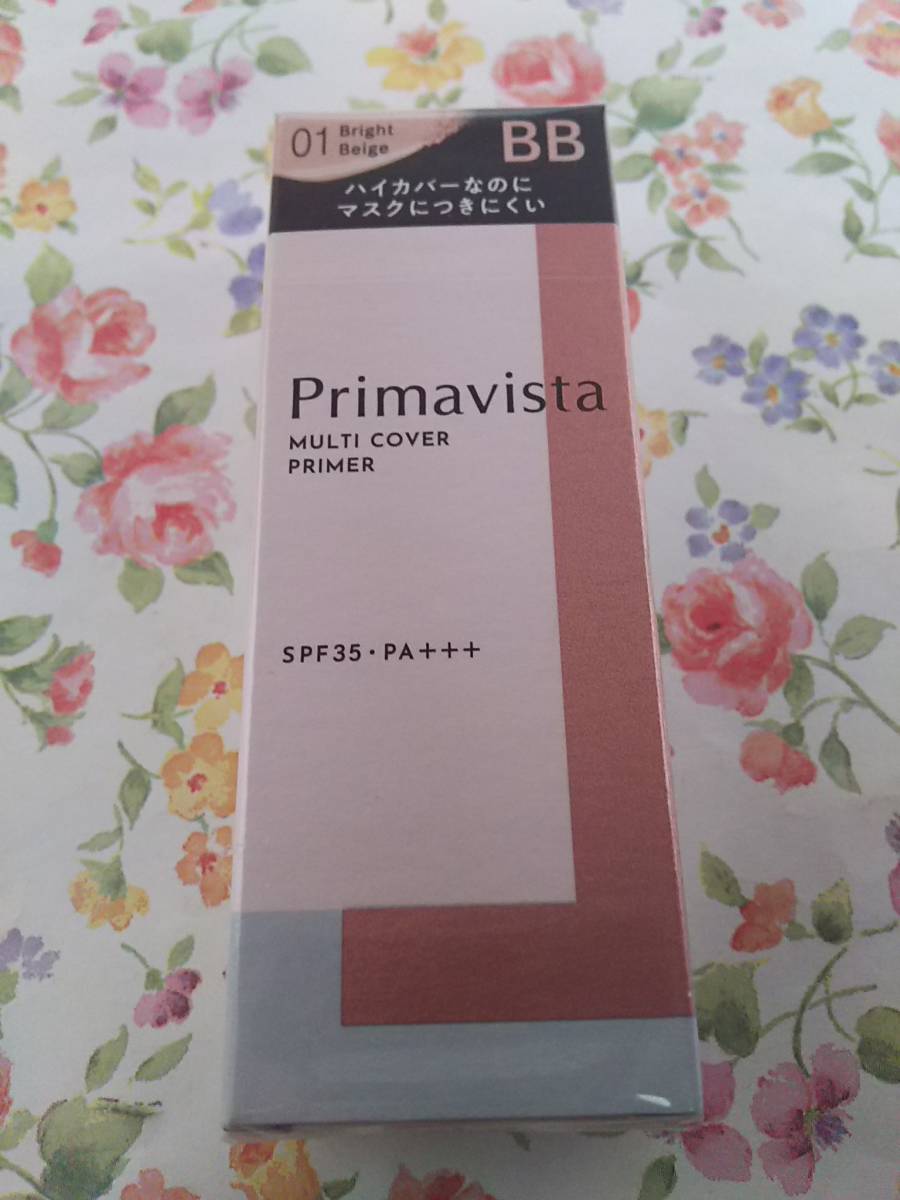 01 Bright
Beige
BB
ハイカバーなのに
マスクにつきにくい
Primavista
MULTI COVER
PRIMER
SPF35・PA+++